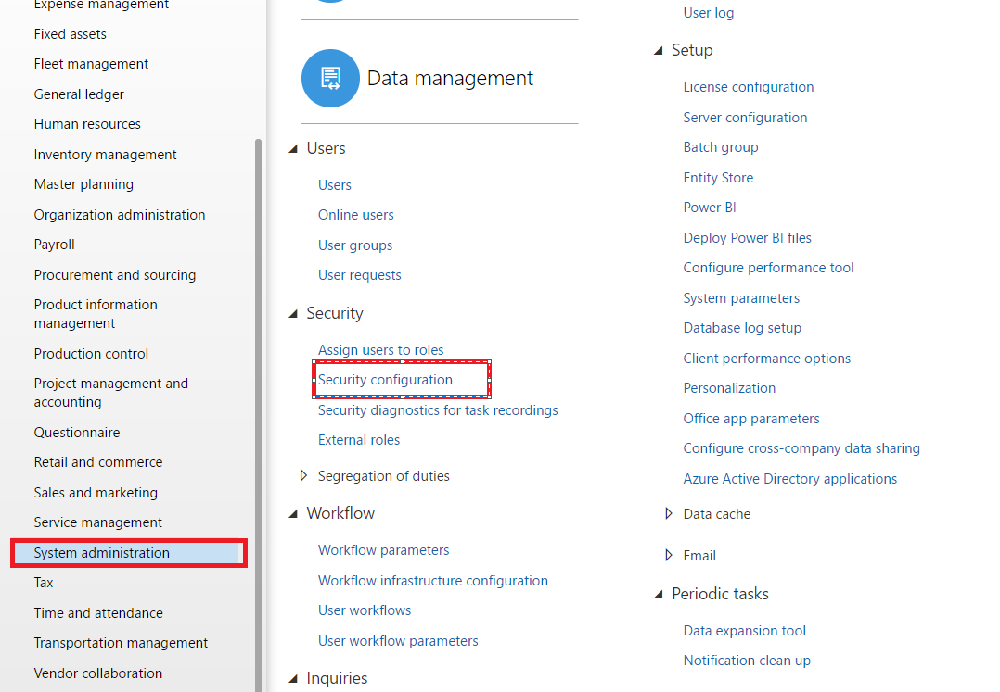 Expense management
Fixed assets
Fleet management
General ledger
Human resources
Inventory management
Master planning
Organization administration
Payroll
Procurement and sourcing
Product information
management
Production control
Project management and
accounting
Questionnaire
Retail and commerce
Sales and marketing
Service management
System administration
Tax
Time and attendance
Transportation management
Vendor collaboration
Data management
Users
Users
Online users
User groups
User requests
Security
Assign users to roles
Security configuration
Security diagnostics for task recordings
External roles
Segregation of duties
Workflow
Workflow parameters
Workflow infrastructure configuration
User workflows
User workflow parameters
Inquiries
User log
Setup
License configuration
Server configuration
Batch group
Entity Store
Power BI
Deploy Power BI files
Configure performance tool
System parameters
Database log setup
Client performance options
Personalization
Office app parameters
Configure cross-company data sharing
Azure Active Directory applications
Data cache
Email
Periodic tasks
Data expansion tool
Notification clean up